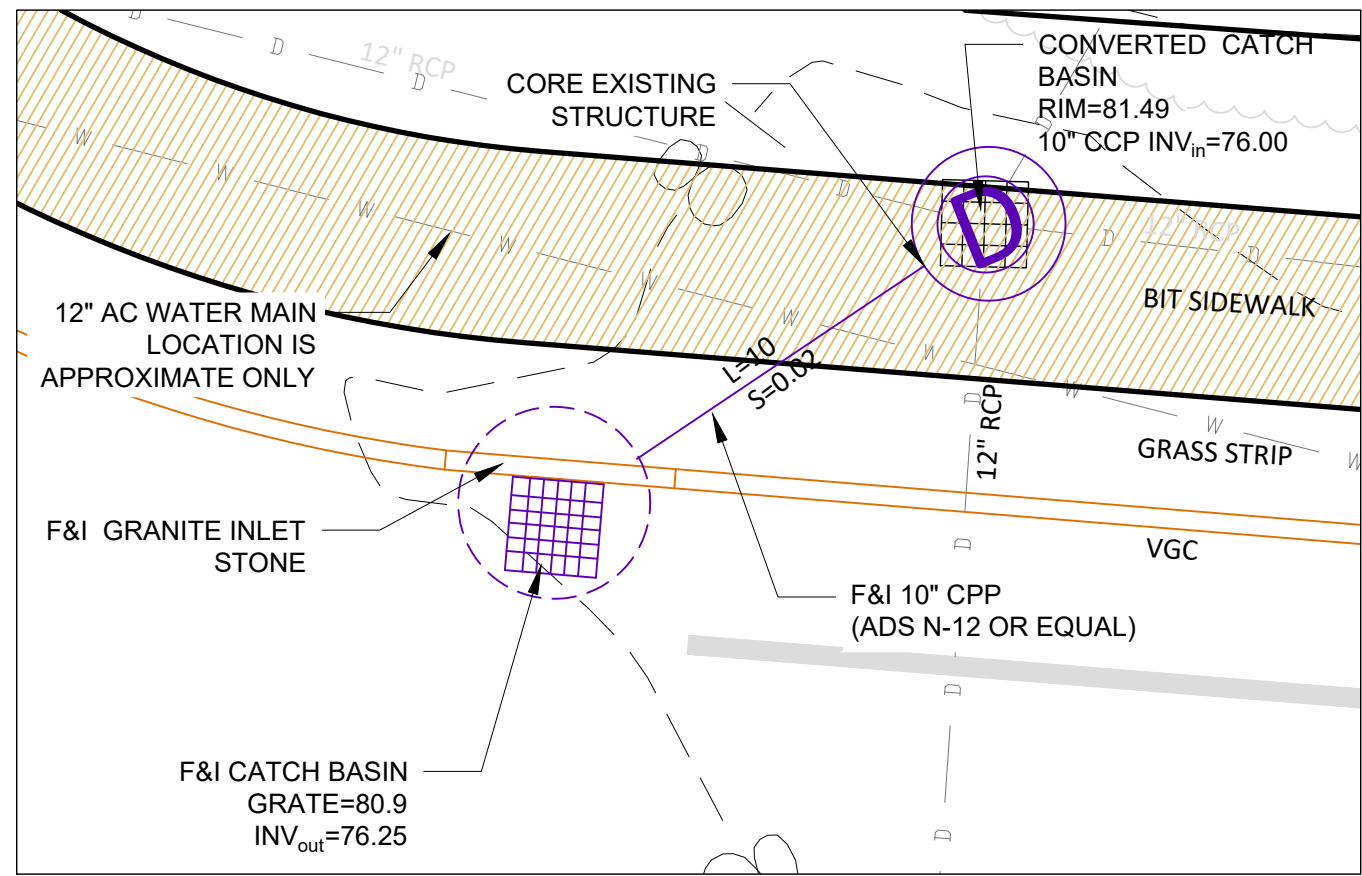 12" RCP
CORE EXISTING
STRUCTURE
CONVERTED CATCH
BASIN
RIM=81.49
10" CCP INVin=76.00
D
12" RCP
BIT SIDEWALK
12" AC WATER MAIN
LOCATION IS
APPROXIMATE ONLY
L=10
S=0.02
12" RCP
GRASS STRIP
VGC
F&I GRANITE INLET
STONE
F&I 10" CPP
(ADS N-12 OR EQUAL)
F&I CATCH BASIN
GRATE=80.9
INVout=76.25
D
D
D
D
D
D
D
D
D
D
D
D
W
W
W
W
W
W
W
W
W
W